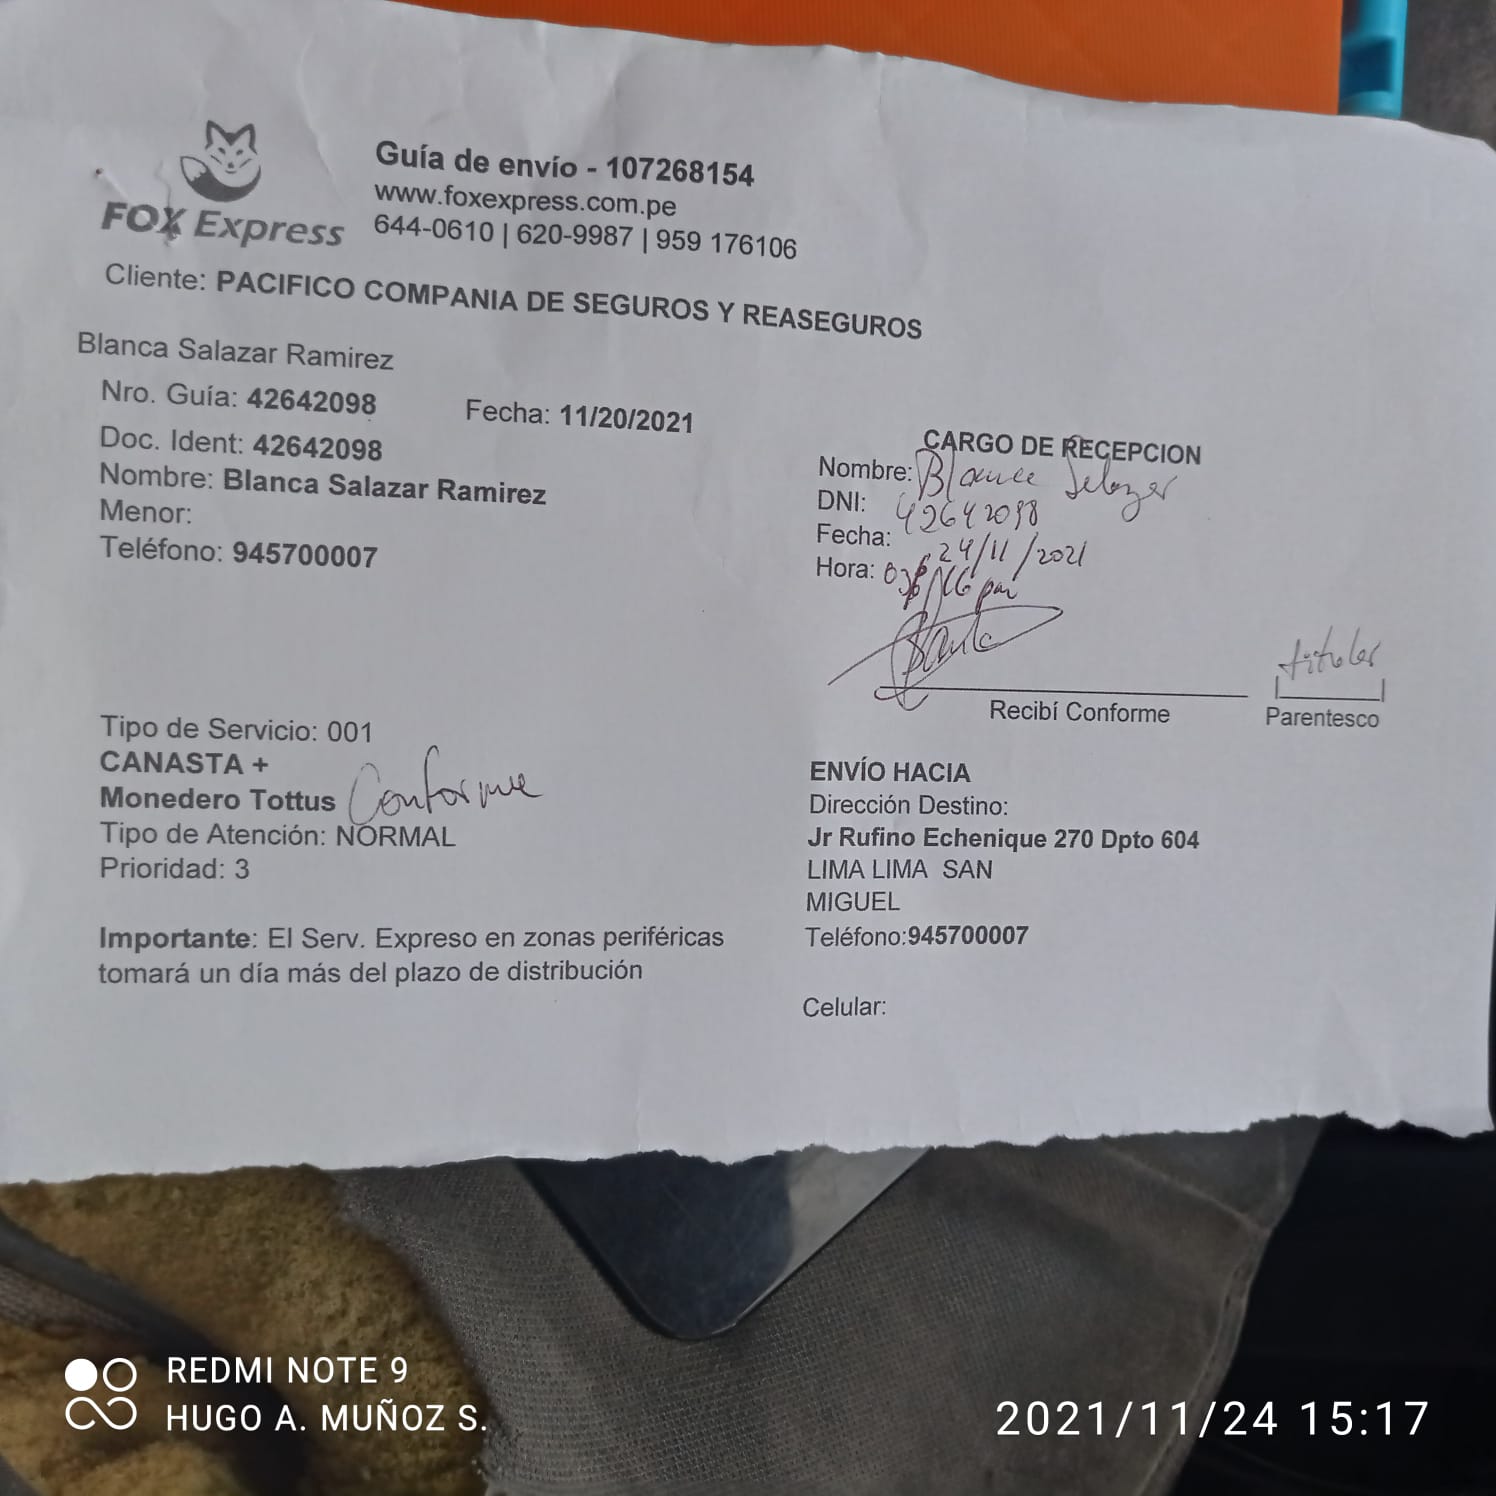 FOX Express
Guía de envío - 107268154
www.foxexpress.com.pe
644-0610 | 620-9987 | 959 176106
Cliente: PACIFICO COMPANIA DE SEGUROS Y REASEGUROS
Blanca Salazar Ramirez
Nro. Guía: 42642098 Fecha: 11/20/2021
Doc. Ident: 42642098
Nombre: Blanca Salazar Ramirez
Menor:
Teléfono: 945700007
CARGO DE RECEPCION
Nombre: Blanca Salazar
DNI: 42642098
Fecha: 24/11/2021
Hora: pm
Recibí Conforme
titular
Parentesco
Tipo de Servicio: 001
CANASTA +
Monedero Tottus Conforme
Tipo de Atención: NORMAL
Prioridad: 3
Importante: El Serv. Expreso en zonas periféricas
tomará un día más del plazo de distribución
ENVÍO HACIA
Dirección Destino:
Jr Rufino Echenique 270 Dpto 604
LIMA LIMA SAN
MIGUEL
Teléfono:945700007
Celular:
REDMI NOTE 9
HUGO A. MUÑOZ S.
2021/11/24 15:17